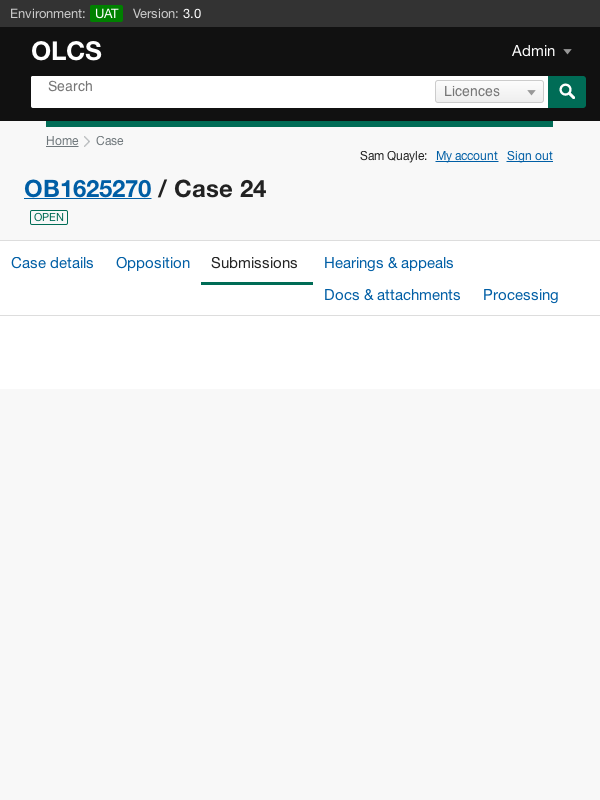 Environment: UAT Version: 3.0
OLCS
Admin
Search
Licences
Home Case
Sam Quayle: My account Sign out
OB1625270 / Case 24
OPEN
Case details Opposition Submissions Hearings & appeals
Docs & attachments Processing